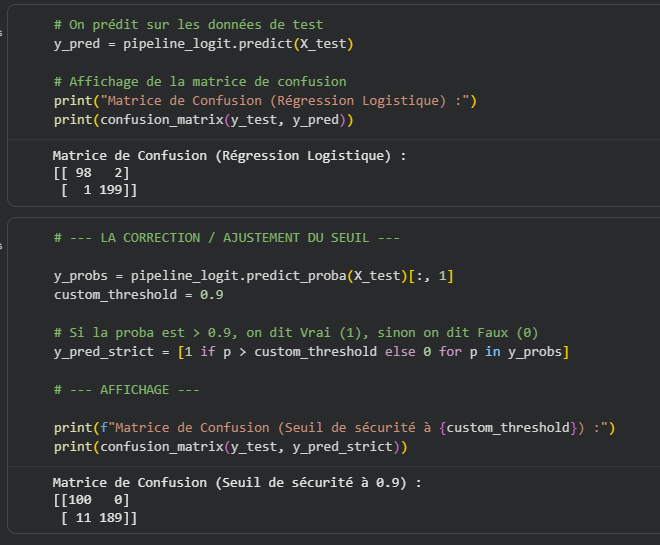 # On prédit sur les données de test
y_pred = pipeline_logit.predict(X_test)
# Affichage de la matrice de confusion
print("Matrice de Confusion (Régression Logistique) :")
print(confusion_matrix(y_test, y_pred))
Matrice de Confusion (Régression Logistique) :
[[ 98   2]
 [  1 199]]
# --- LA CORRECTION / AJUSTEMENT DU SEUIL ---
y_probs = pipeline_logit.predict_proba(X_test)[:, 1]
custom_threshold = 0.9
# Si la proba est > 0.9, on dit Vrai (1), sinon on dit Faux (0)
y_pred_strict = [1 if p > custom_threshold else 0 for p in y_probs]
# --- AFFICHAGE ---
print(f"Matrice de Confusion (Seuil de sécurité à {custom_threshold}) :")
print(confusion_matrix(y_test, y_pred_strict))
Matrice de Confusion (Seuil de sécurité à 0.9) :
[[100   0]
 [ 11 189]]